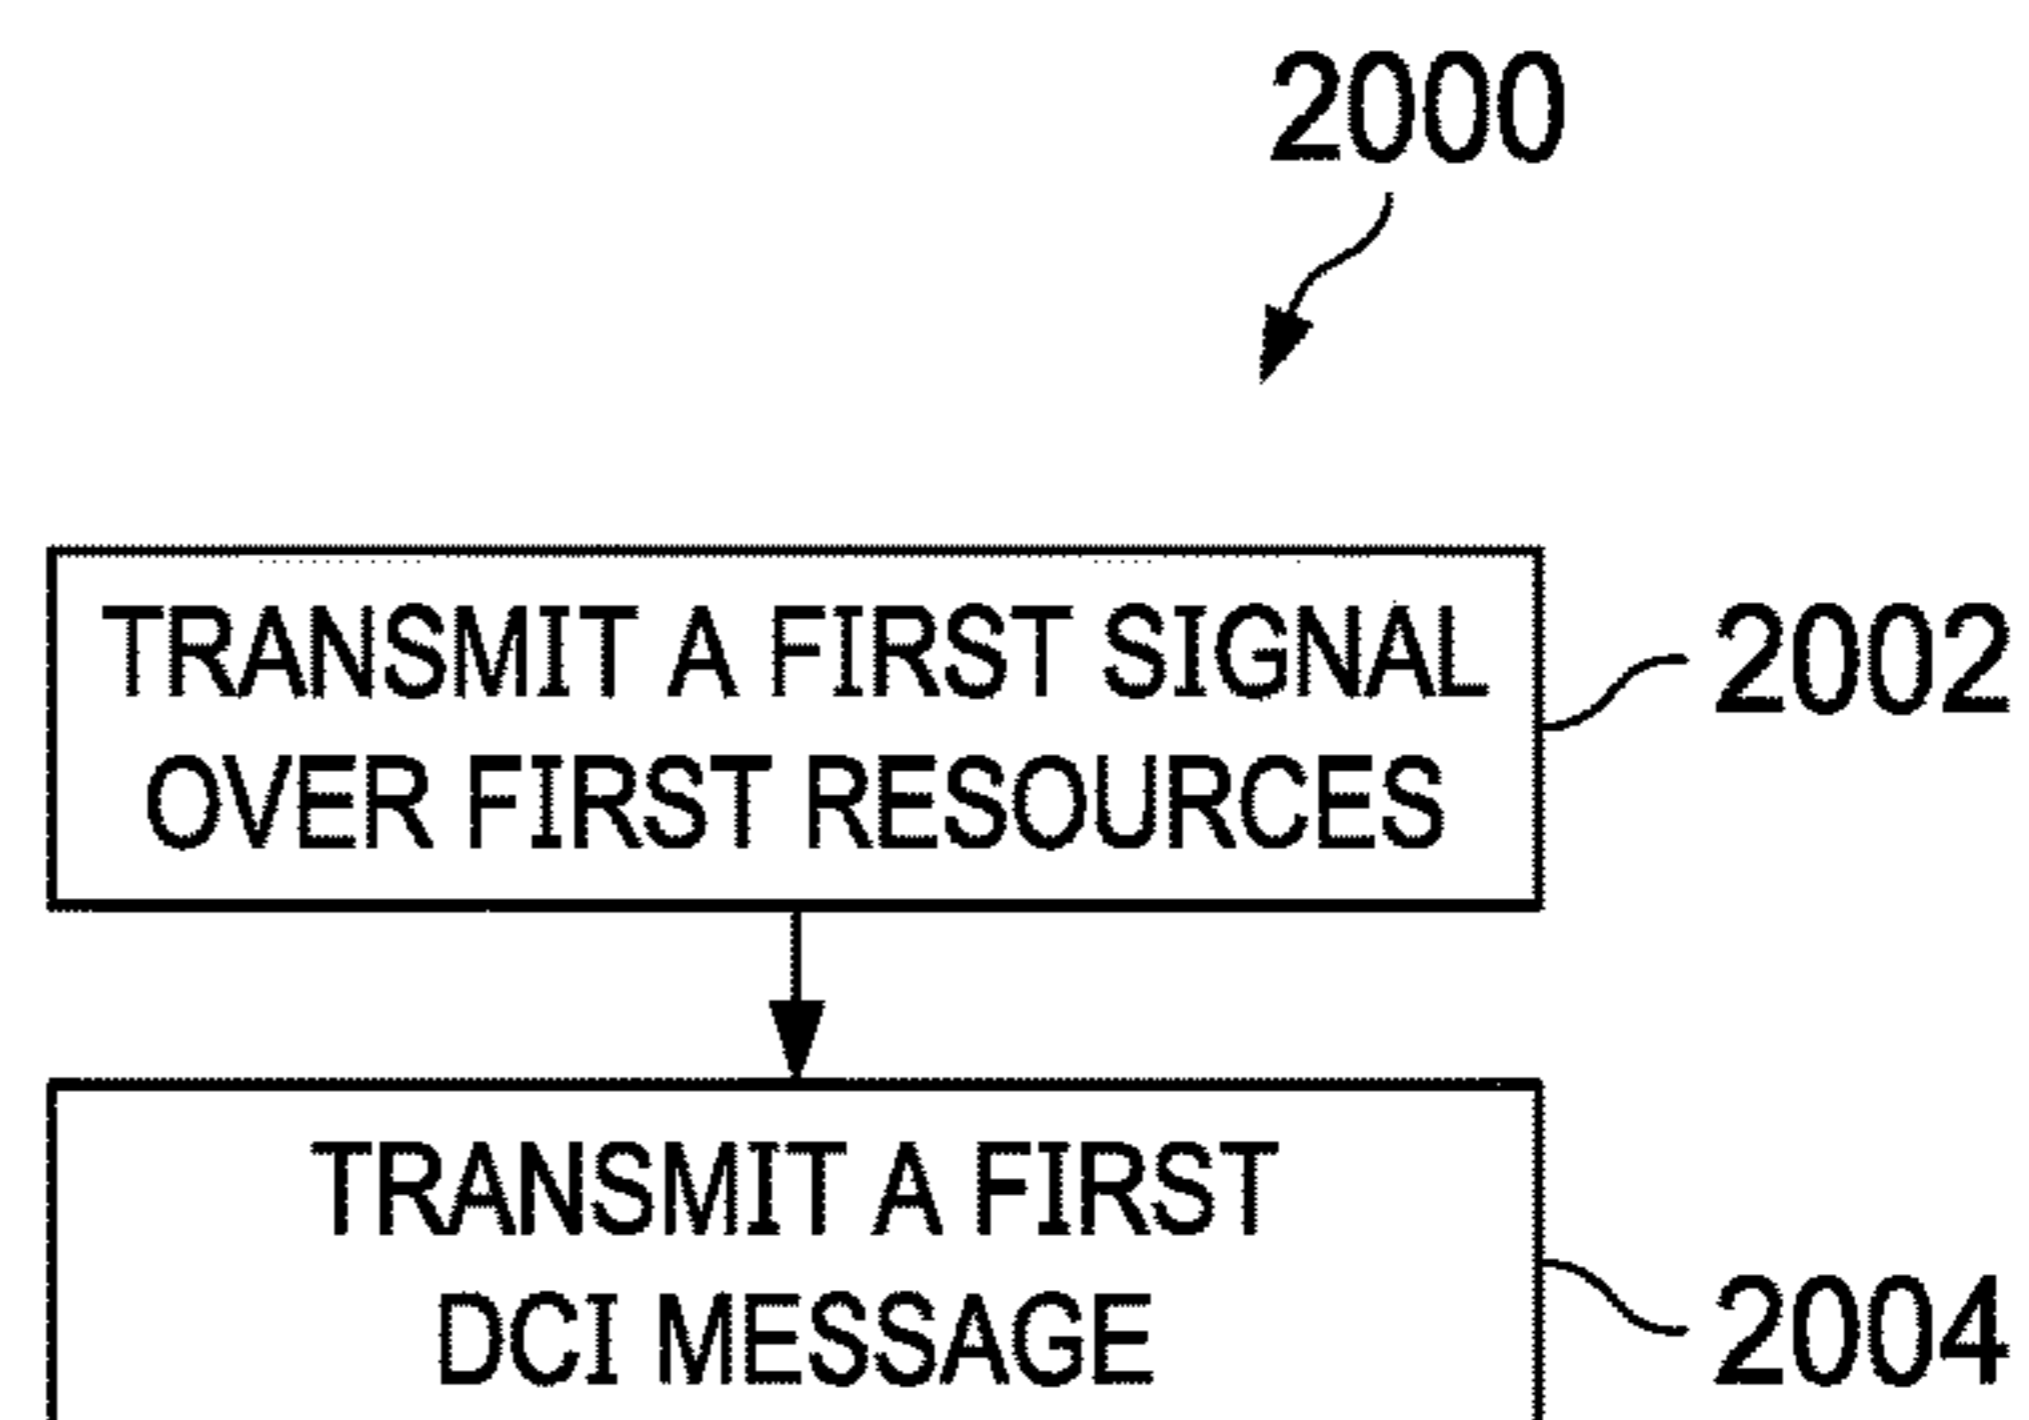 2000
TRANSMIT A FIRST SIGNAL
OVER FIRST RESOURCES
2002
TRANSMIT A FIRST
DCI MESSAGE
2004